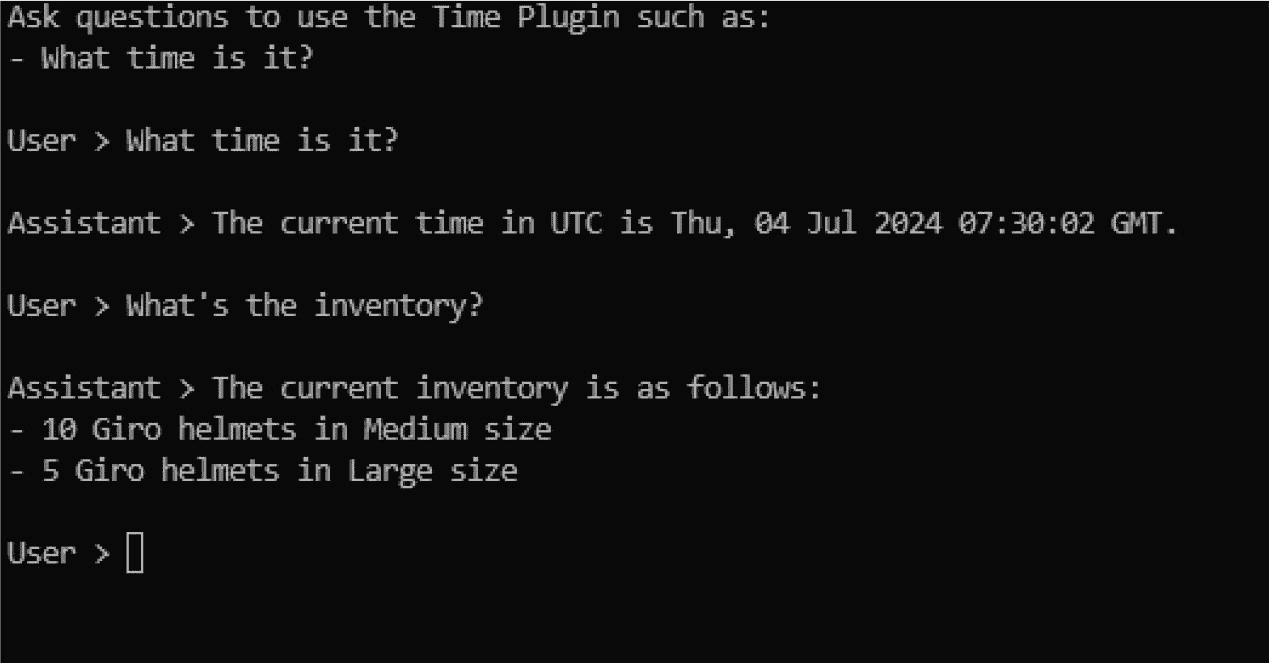 Ask questions to use the Time Plugin such as:
- What time is it?
User > What time is it?
Assistant > The current time in UTC is Thu, 04 Jul 2024 07:30:02 GMT.
User > What's the inventory?
Assistant > The current inventory is as follows:
- 10 Giro helmets in Medium size
- 5 Giro helmets in Large size
User >